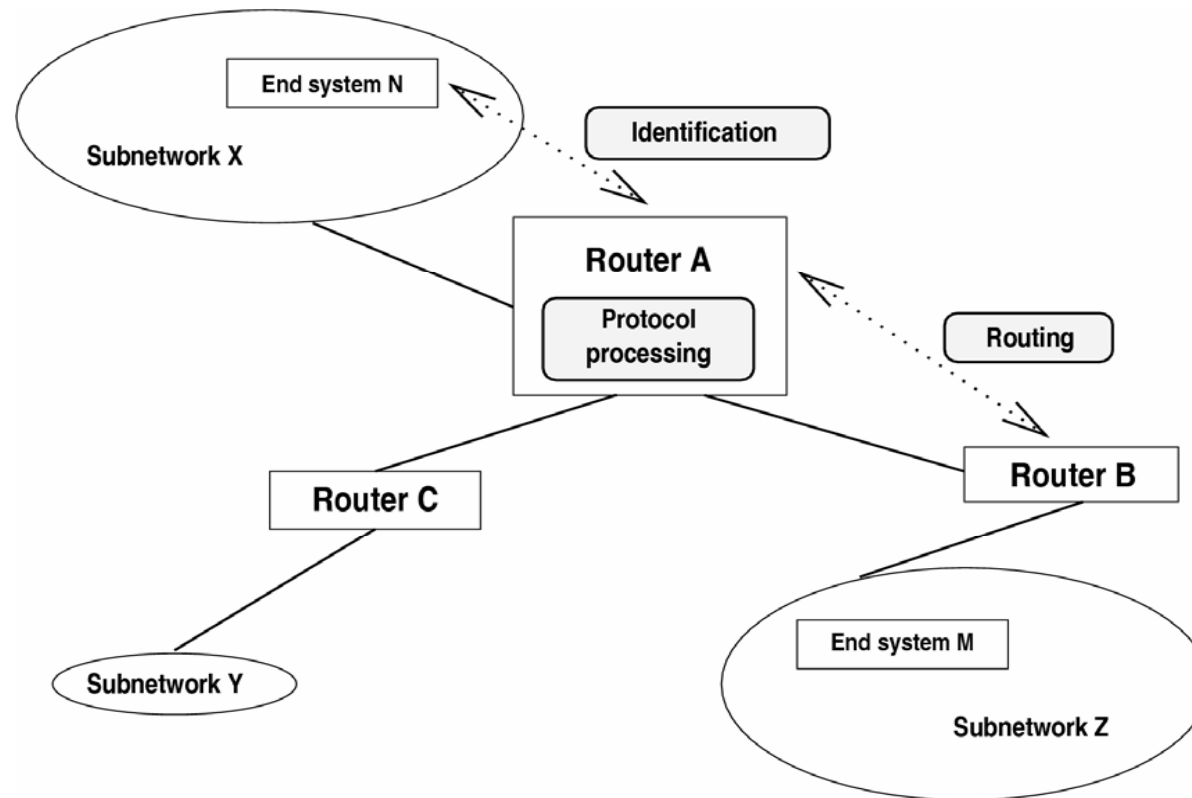 End system N
Identification
Subnetwork X
Router A
Protocol
processing
Routing
Router C
Router B
End system M
Subnetwork Y
Subnetwork Z